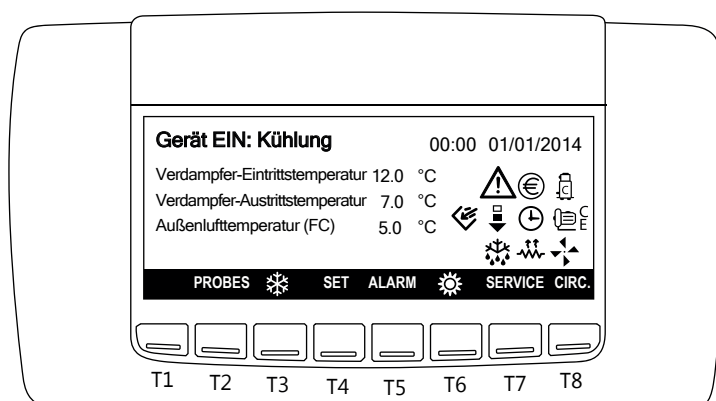 Gerät EIN: Kühlung 00:00 01/01/2014
Verdampfer-Eintrittstemperatur 12.0 °C
Verdampfer-Austrittstemperatur 7.0 °C
Außenlufttemperatur (FC) 5.0 °C
€ C
C
E
PROBES SET ALARM SERVICE CIRC.
T1 T2 T3 T4 T5 T6 T7 T8